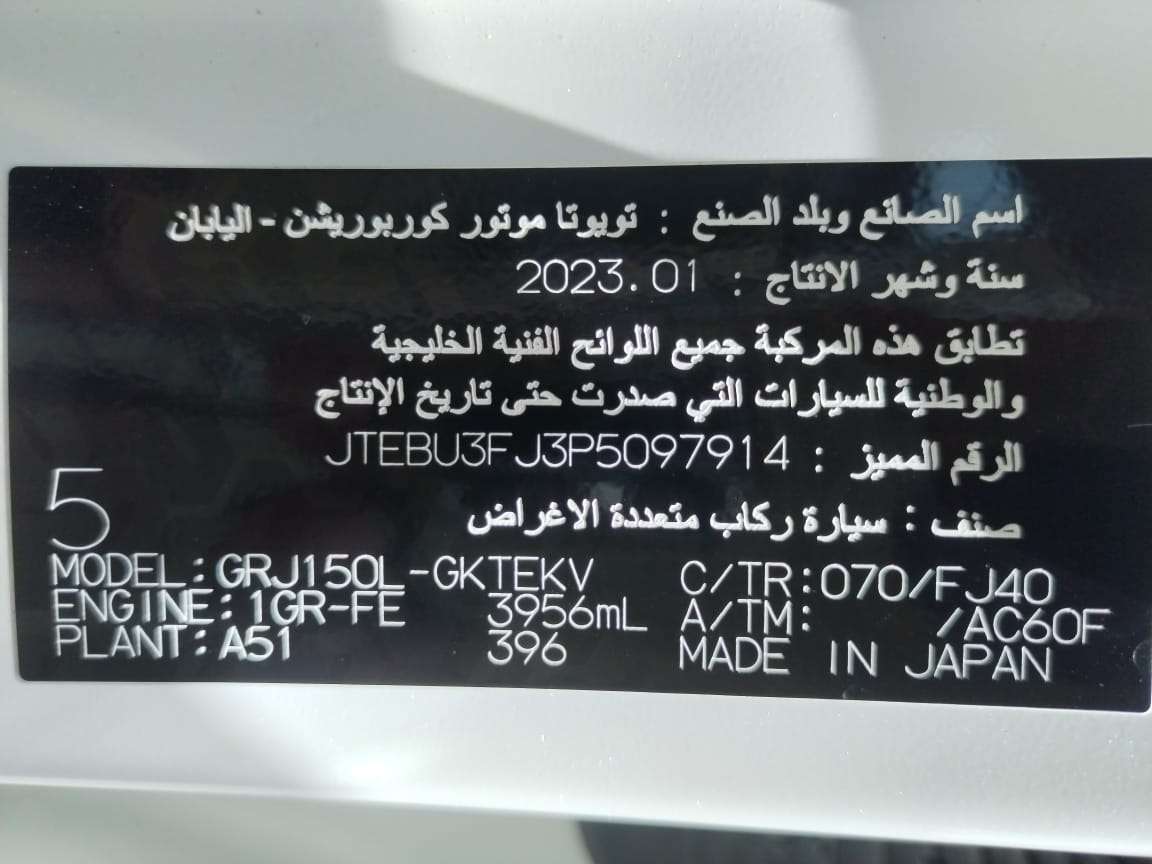 اسم الصانع وبلد الصنع : تويوتا موتور كوربوريشن - اليابان
سنة وشهر الانتاج : 2023.01
تطابق هذه المركبة جميع اللوائح الفنية الخليجية
والوطنية للسيارات التي صدرت حتى تاريخ الإنتاج
الرقم المميز : JTEBU3FJ3P5097914
صنف : سيارة ركاب متعددة الاغراض
5
MODEL: GRJ150L-GKTEKV C/TR: 070/FJ40
ENGINE: 1GR-FE 3956mL A/TM: /AC60F
PLANT: A51 396 MADE IN JAPAN